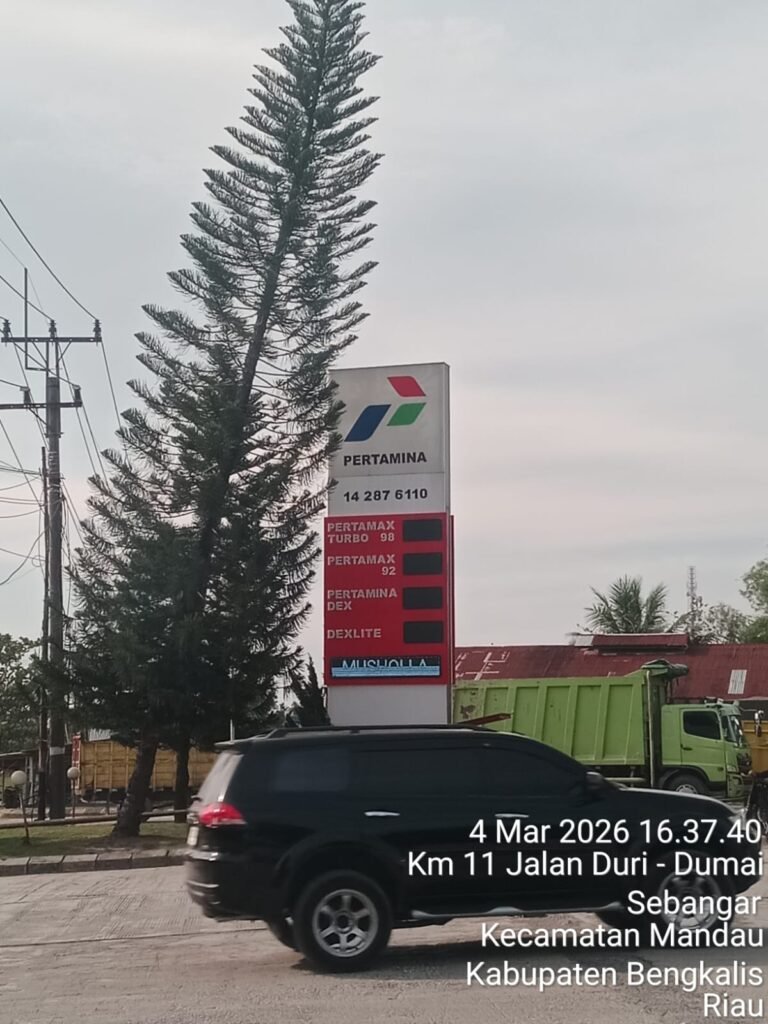 PERTAMINA
14 287 6110
PERTAMAX
TURBO 98
PERTAMAX
92
PERTAMINA
DEX
DEXLITE
MUSHOLLA
4 Mar 2026 16.37.40
Km 11 Jalan Duri - Dumai
Sebangar
Kecamatan Mandau
Kabupaten Bengkalis
Riau